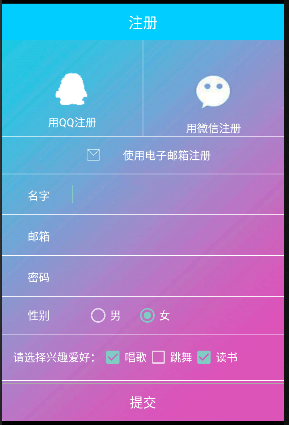 注册
用QQ注册
用微信注册
使用电子邮箱注册
名字
邮箱
密码
性别 男 女
请选择兴趣爱好： 唱歌 跳舞 读书
提交